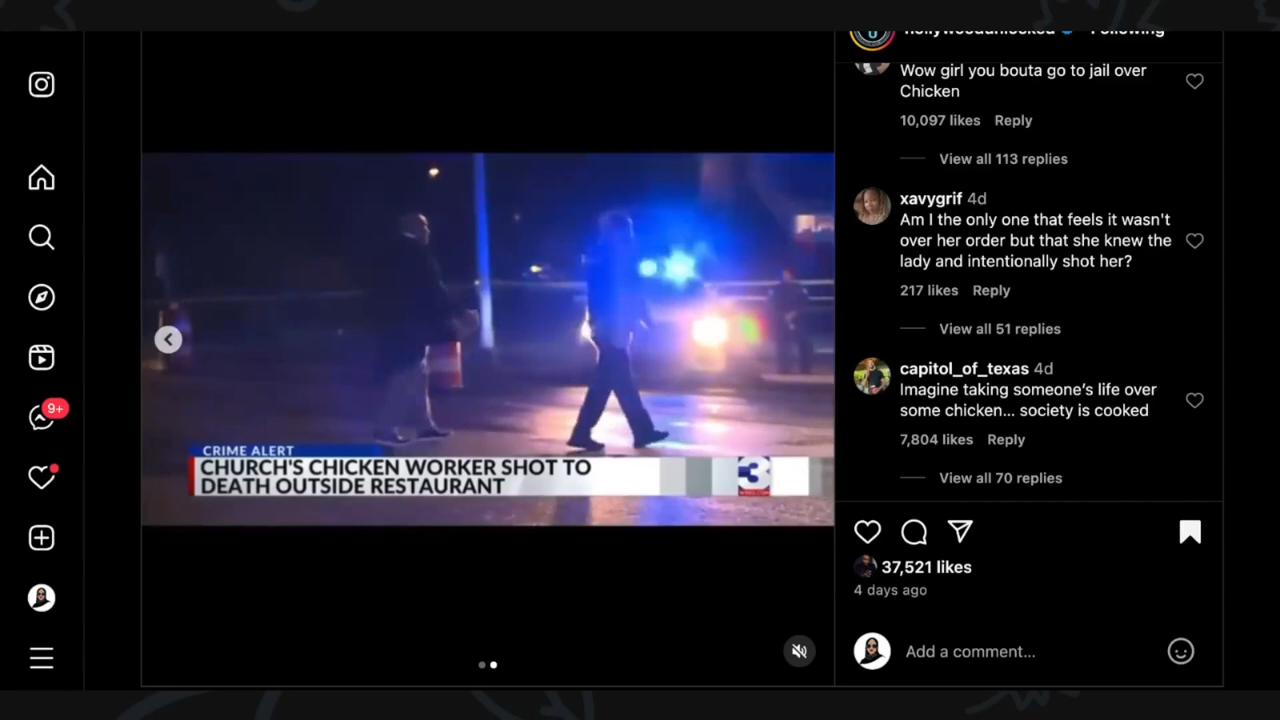 hollywoodunlocked • Following
Wow girl you bouta go to jail over
Chicken
10,097 likes Reply
View all 113 replies
xavygrif 4d
Am I the only one that feels it wasn't
over her order but that she knew the
lady and intentionally shot her?
217 likes Reply
View all 51 replies
capitol_of_texas 4d
Imagine taking someone’s life over
some chicken... society is cooked
7,804 likes Reply
View all 70 replies
9+
CRIME ALERT
CHURCH'S CHICKEN WORKER SHOT TO
DEATH OUTSIDE RESTAURANT
3
37,521 likes
4 days ago
Add a comment...